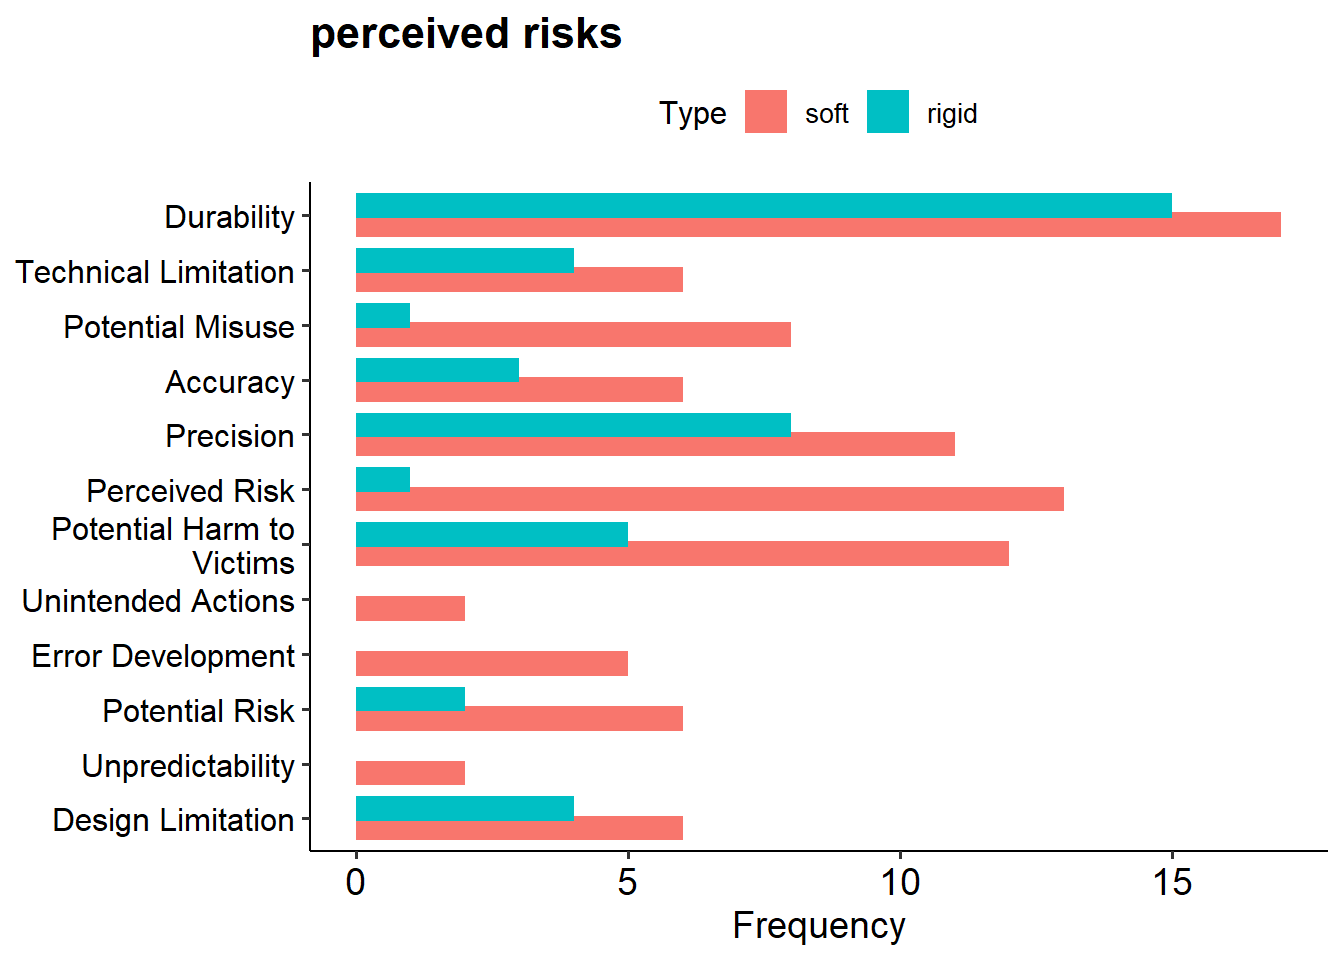 perceived risks
Type soft rigid
Durability
Technical Limitation
Potential Misuse
Accuracy
Precision
Perceived Risk
Potential Harm to
Victims
Unintended Actions
Error Development
Potential Risk
Unpredictability
Design Limitation
0 5 10 15
Frequency